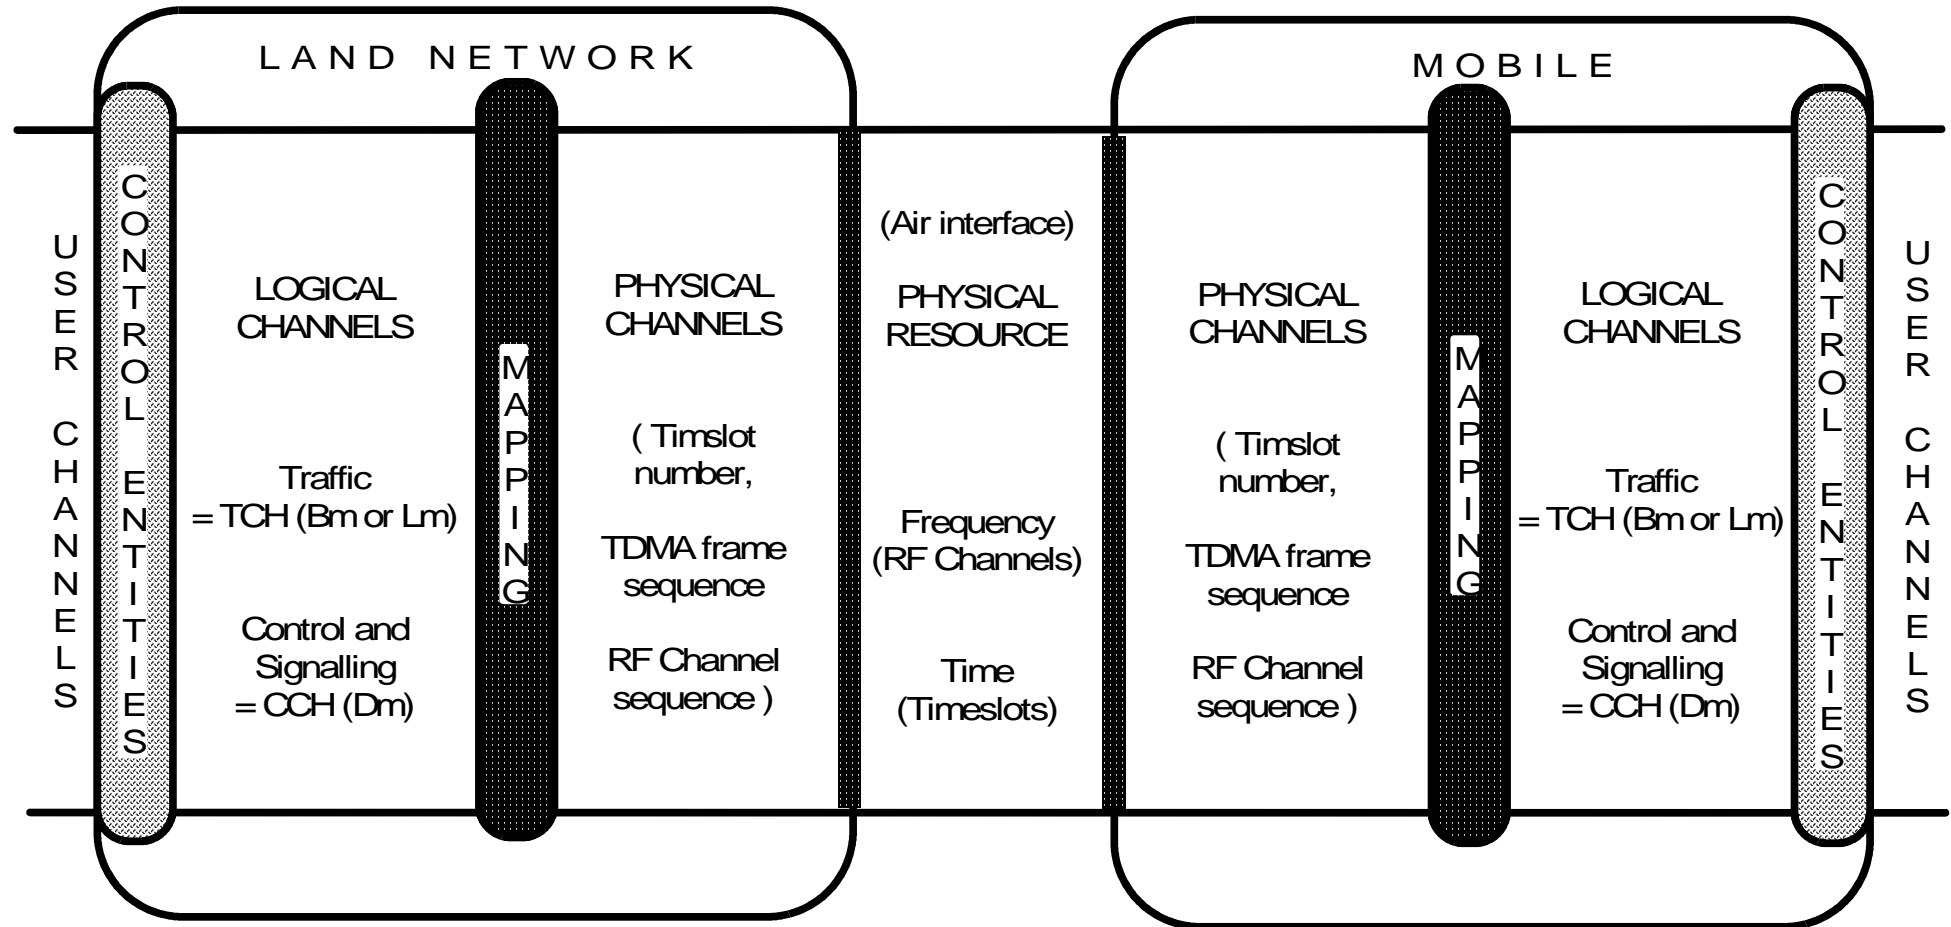 LAND NETWORK
MOBILE
USER CHANNELS
CONTROL ENTITIES
LOGICAL
CHANNELS
Traffic
= TCH (Bm or Lm)
Control and
Signalling
= CCH (Dm)
MAPPING
PHYSICAL
CHANNELS
( Timslot
number,
TDMA frame
sequence
RF Channel
sequence )
(Air interface)
PHYSICAL
RESOURCE
Frequency
(RF Channels)
Time
(Timeslots)
PHYSICAL
CHANNELS
( Timslot
number,
TDMA frame
sequence
RF Channel
sequence )
MAPPING
LOGICAL
CHANNELS
Traffic
= TCH (Bm or Lm)
Control and
Signalling
= CCH (Dm)
CONTROL ENTITIES
USER CHANNELS